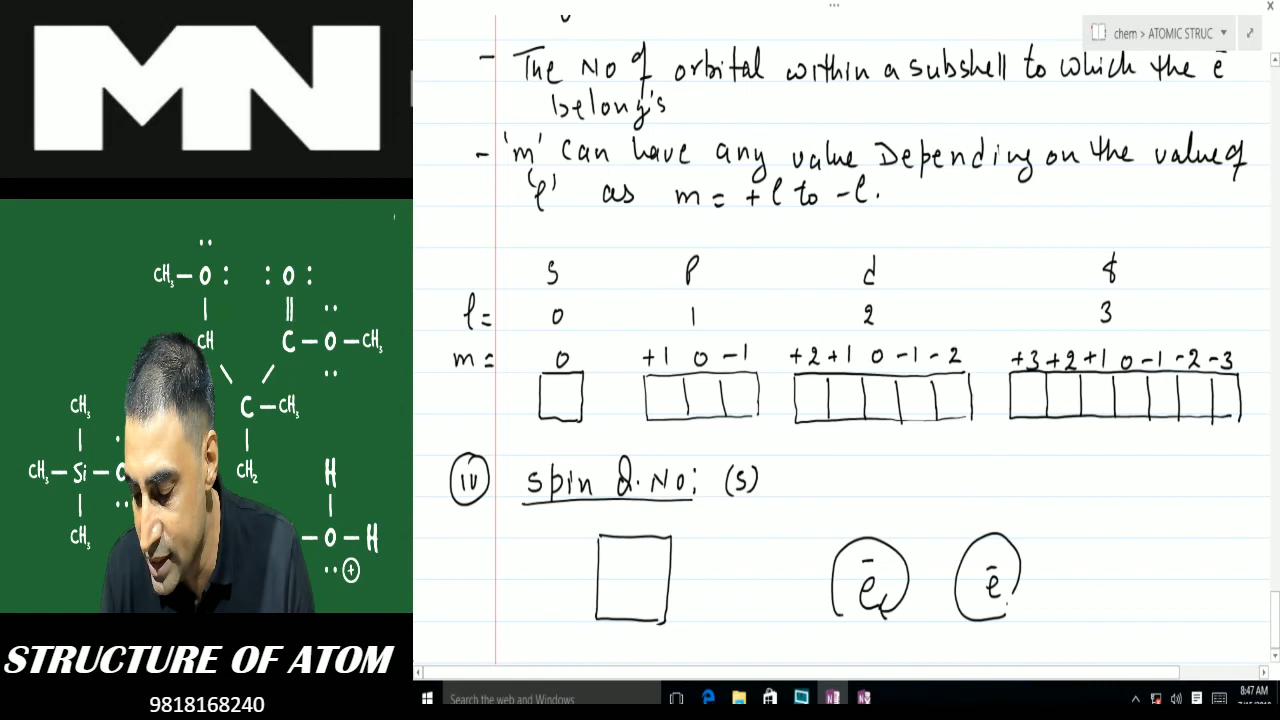 MN
CH3–O: :O:
CH C–O–CH3
CH3 C–CH3
CH3–Si–O CH2 H
CH3 –O–H
+
STRUCTURE OF ATOM
9818168240
chem > ATOMIC STRUC
- The No of orbital within a subshell to which the e̅
belong's
- 'm' can have any value Depending on the value of
'l' as m = +l to -l.
s p d f
l = 0 1 2 3
m = 0 +1 0 -1 +2 +1 0 -1 -2 +3 +2 +1 0 -1 -2 -3
(iv) spin Q. No: (s)
e̅ e̅
Search the web and Windows
8:47 AM